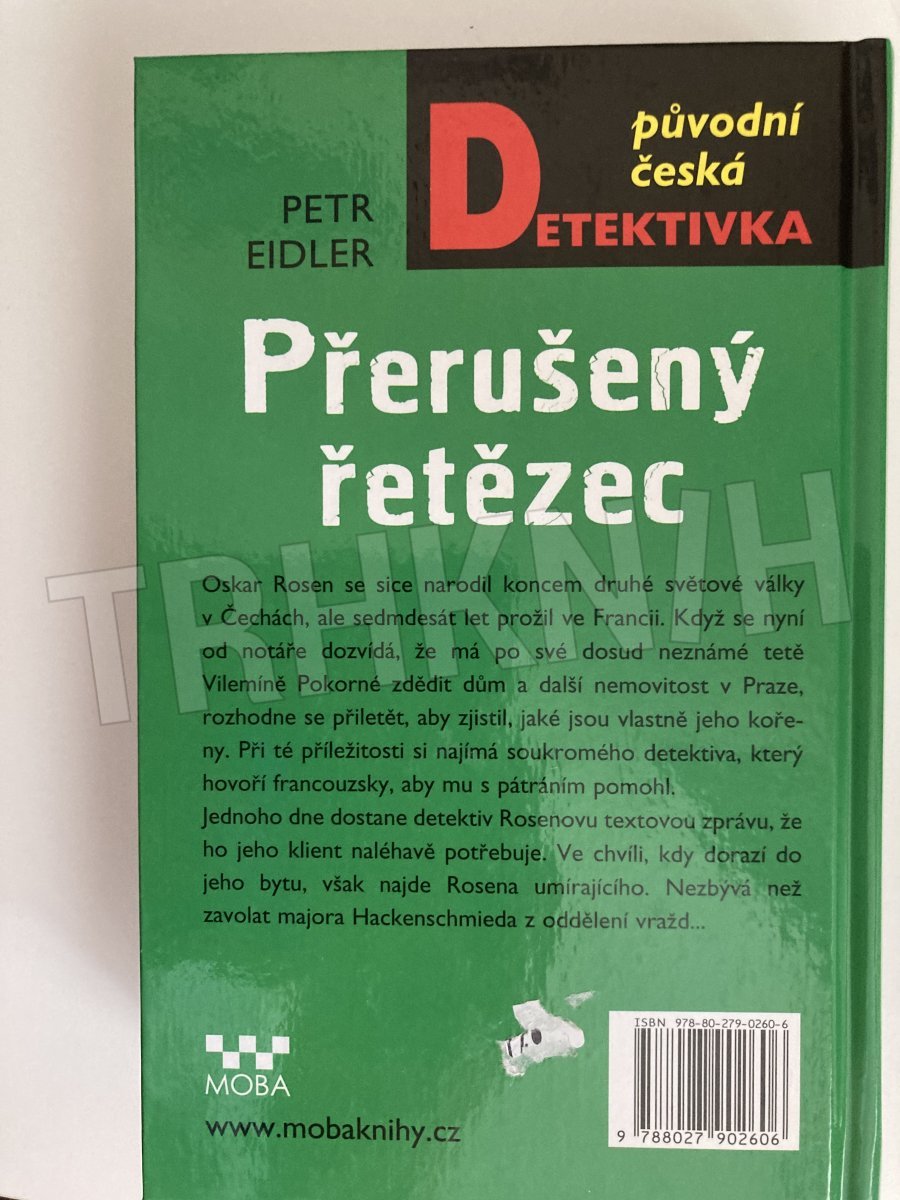 původní
česká
DETEKTIVKA
PETR
EIDLER
Přerušený
řetězec
TRHKNIH
Oskar Rosen se sice narodil koncem druhé světové války
v Čechách, ale sedmdesát let prožil ve Francii. Když se nyní
od notáře dozvídá, že má po své dosud neznámé tetě
Vilemíně Pokorné zdědit dům a další nemovitost v Praze,
rozhodne se přiletět, aby zjistil, jaké jsou vlastně jeho koře-
ny. Při té příležitosti si najímá soukromého detektiva, který
hovoří francouzsky, aby mu s pátráním pomohl.
Jednoho dne dostane detektiv Rosenovu textovou zprávu, že
ho jeho klient naléhavě potřebuje. Ve chvíli, kdy dorazí do
jeho bytu, však najde Rosena umírajícího. Nezbývá než
zavolat majora Hackenschmieda z oddělení vražd...
MOBA
www.mobaknihy.cz
ISBN 978-80-279-0260-6
9 788027 902606